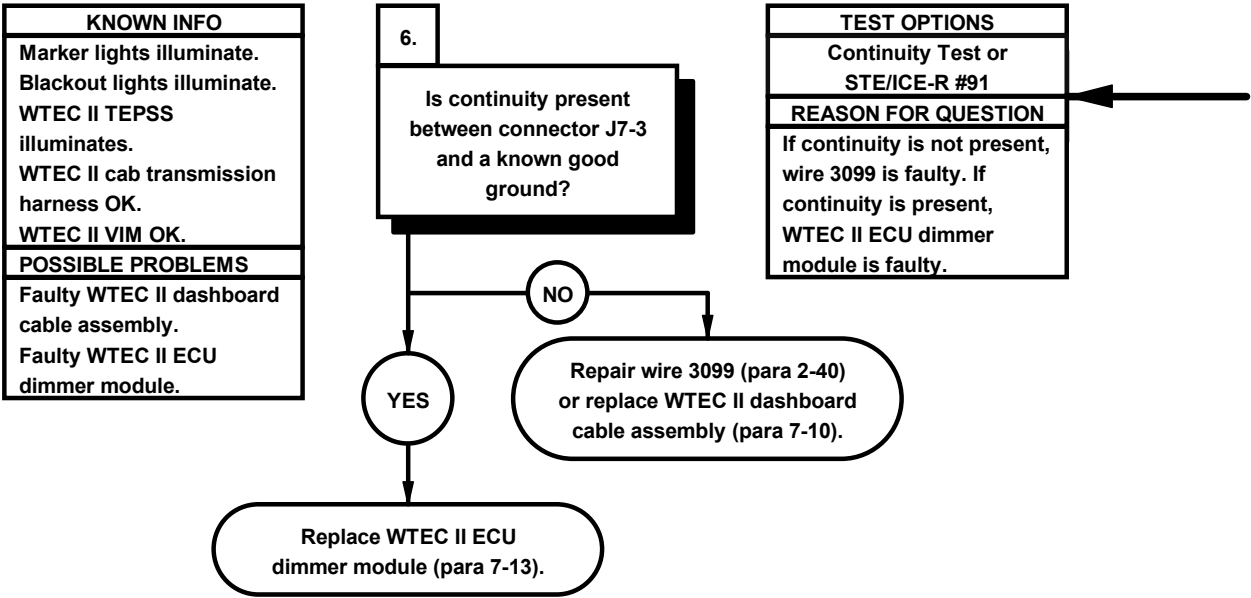 KNOWN INFO
Marker lights illuminate.
Blackout lights illuminate.
WTEC II TEPSS
illuminates.
WTEC II cab transmission
harness OK.
WTEC II VIM OK.
POSSIBLE PROBLEMS
Faulty WTEC II dashboard
cable assembly.
Faulty WTEC II ECU
dimmer module.
6.
Is continuity present
between connector J7-3
and a known good
ground?
TEST OPTIONS
Continuity Test or
STE/ICE-R #91
REASON FOR QUESTION
If continuity is not present,
wire 3099 is faulty. If
continuity is present,
WTEC II ECU dimmer
module is faulty.
NO
YES
Repair wire 3099 (para 2-40)
or replace WTEC II dashboard
cable assembly (para 7-10).
Replace WTEC II ECU
dimmer module (para 7-13).